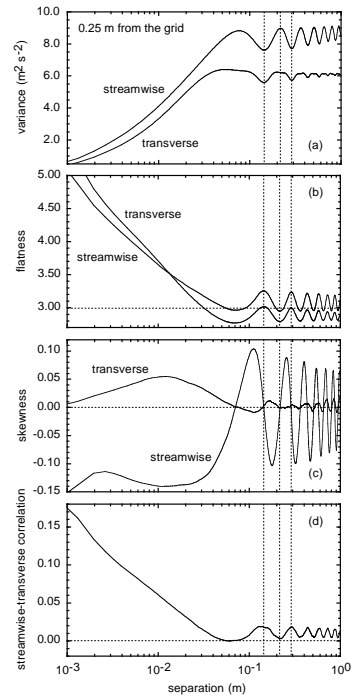 0.25 m from the grid
variance (m² s⁻²)
10.0
8.0
6.0
4.0
2.0
streamwise
transverse
(a)
flatness
5.00
4.50
4.00
3.50
3.00
transverse
streamwise
(b)
skewness
0.10
0.05
0.00
-0.05
-0.10
-0.15
transverse
streamwise
(c)
streamwise-transverse correlation
0.15
0.10
0.05
0.00
(d)
10⁻³ 10⁻² 10⁻¹ 10⁰
separation (m)